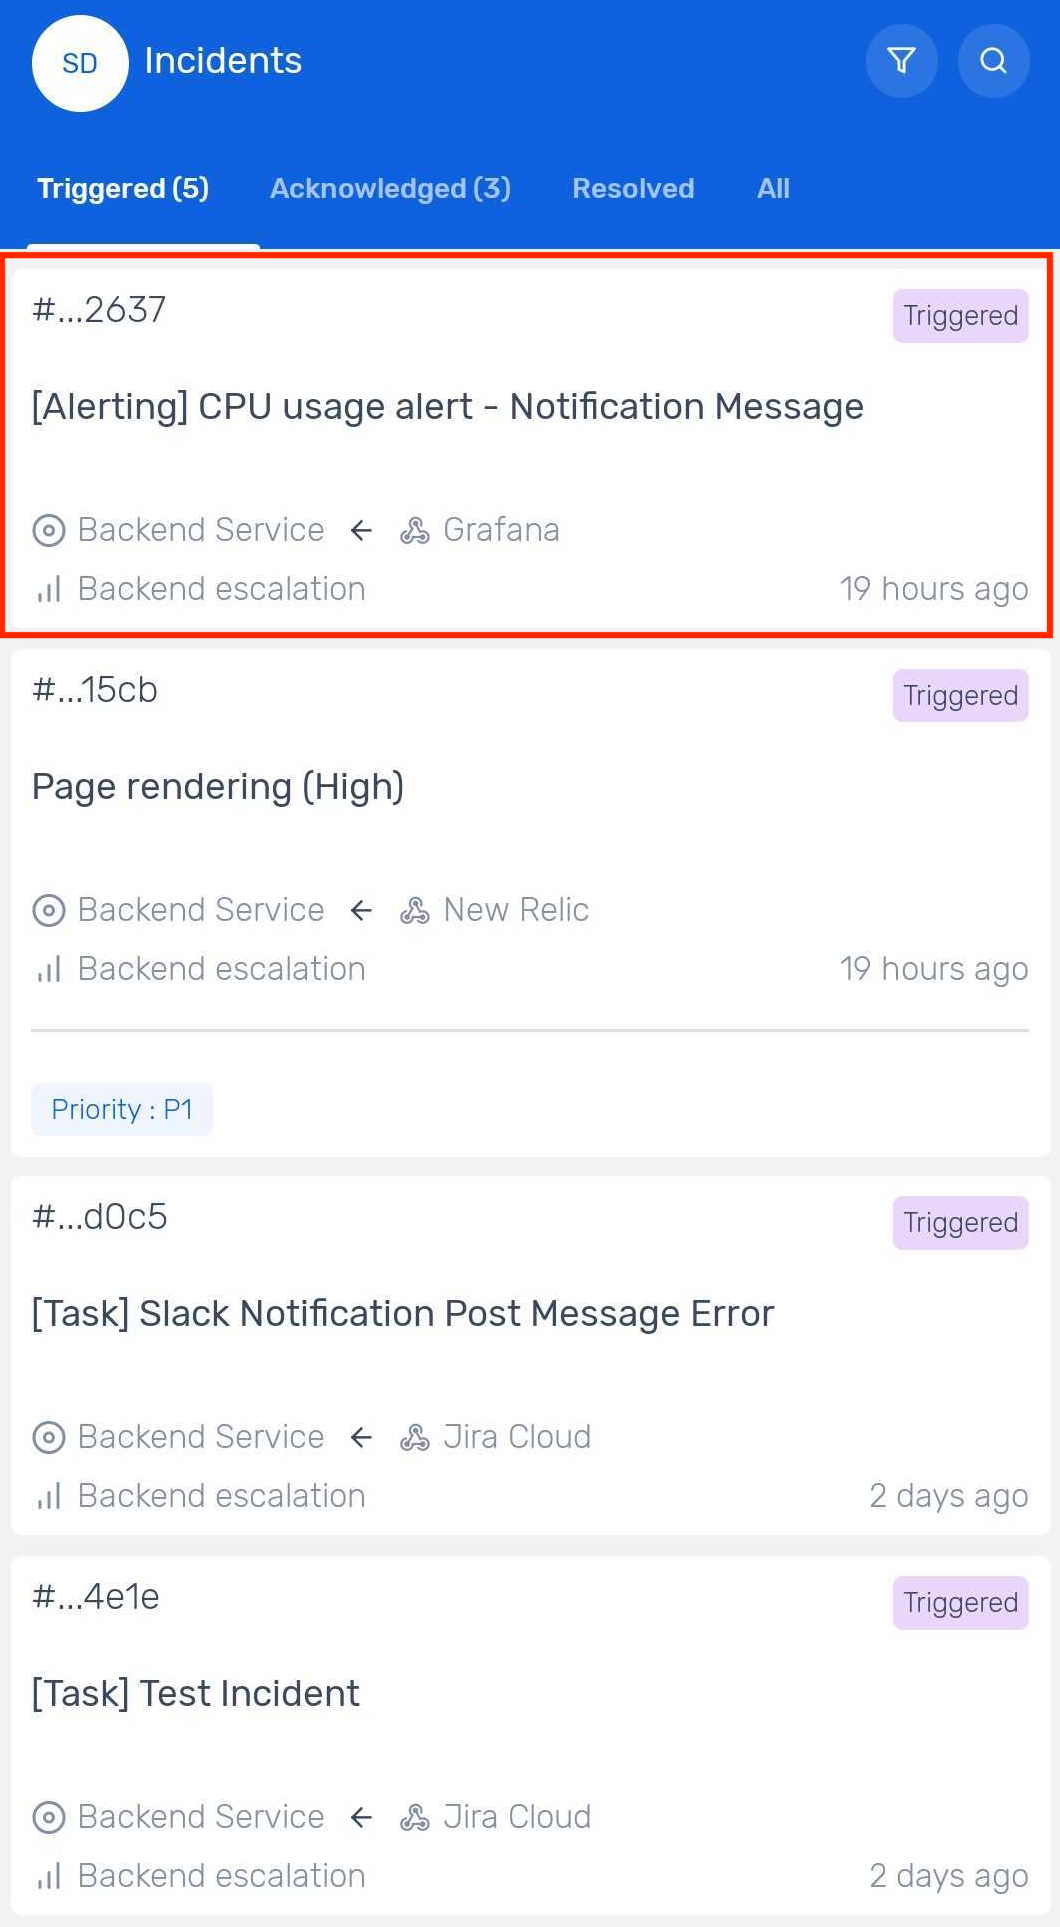 SD Incidents
Triggered (5) Acknowledged (3) Resolved All
#...2637 Triggered
[Alerting] CPU usage alert - Notification Message
Backend Service ← Grafana
Backend escalation 19 hours ago
#...15cb Triggered
Page rendering (High)
Backend Service ← New Relic
Backend escalation 19 hours ago
Priority : P1
#...d0c5 Triggered
[Task] Slack Notification Post Message Error
Backend Service ← Jira Cloud
Backend escalation 2 days ago
#...4e1e Triggered
[Task] Test Incident
Backend Service ← Jira Cloud
Backend escalation 2 days ago